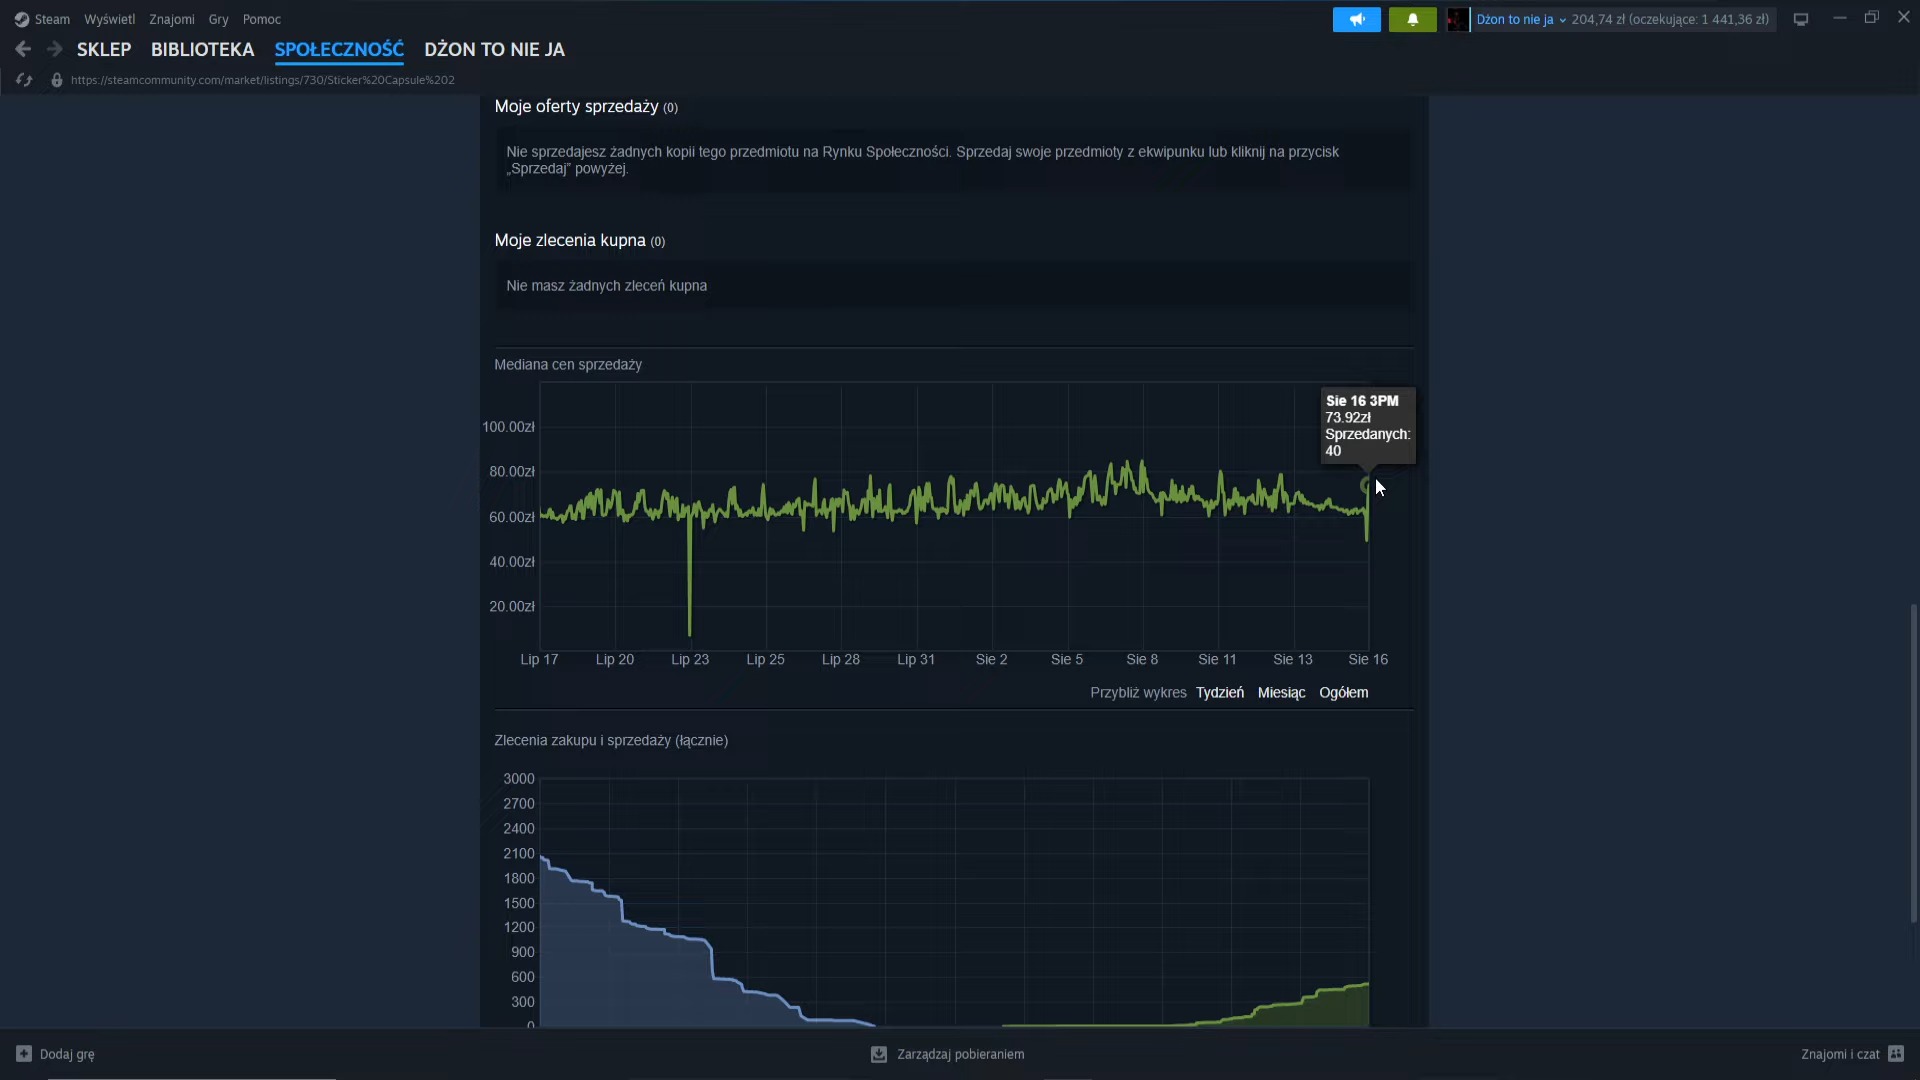 Steam Wyświetl Znajomi Gry Pomoc
Dżon to nie ja 204,74 zł (oczekujące: 1 441,36 zł)
SKLEP BIBLIOTEKA SPOŁECZNOŚĆ DŻON TO NIE JA
https://steamcommunity.com/market/listings/730/Sticker%20Capsule%202
Moje oferty sprzedaży (0)
Nie sprzedajesz żadnych kopii tego przedmiotu na Rynku Społeczności. Sprzedaj swoje przedmioty z ekwipunku lub kliknij na przycisk
„Sprzedaj” powyżej.
Moje zlecenia kupna (0)
Nie masz żadnych zleceń kupna
Mediana cen sprzedaży
Sie 16 3PM
73.92zł
Sprzedanych:
40
100.00zł
80.00zł
60.00zł
40.00zł
20.00zł
Lip 17 Lip 20 Lip 23 Lip 25 Lip 28 Lip 31 Sie 2 Sie 5 Sie 8 Sie 11 Sie 13 Sie 16
Przybliż wykres Tydzień Miesiąc Ogółem
Zlecenia zakupu i sprzedaży (łącznie)
3000
2700
2400
2100
1800
1500
1200
900
600
300
0
Dodaj grę
Zarządzaj pobieraniem
Znajomi i czat